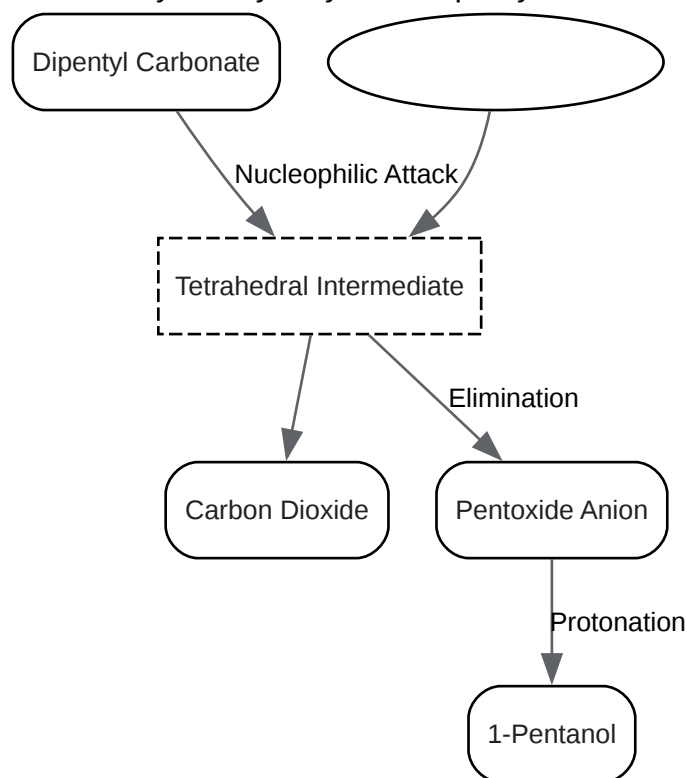 Dipentyl Carbonate
Nucleophilic Attack
Tetrahedral Intermediate
Elimination
Carbon Dioxide
Pentoxide Anion
Protonation
1-Pentanol